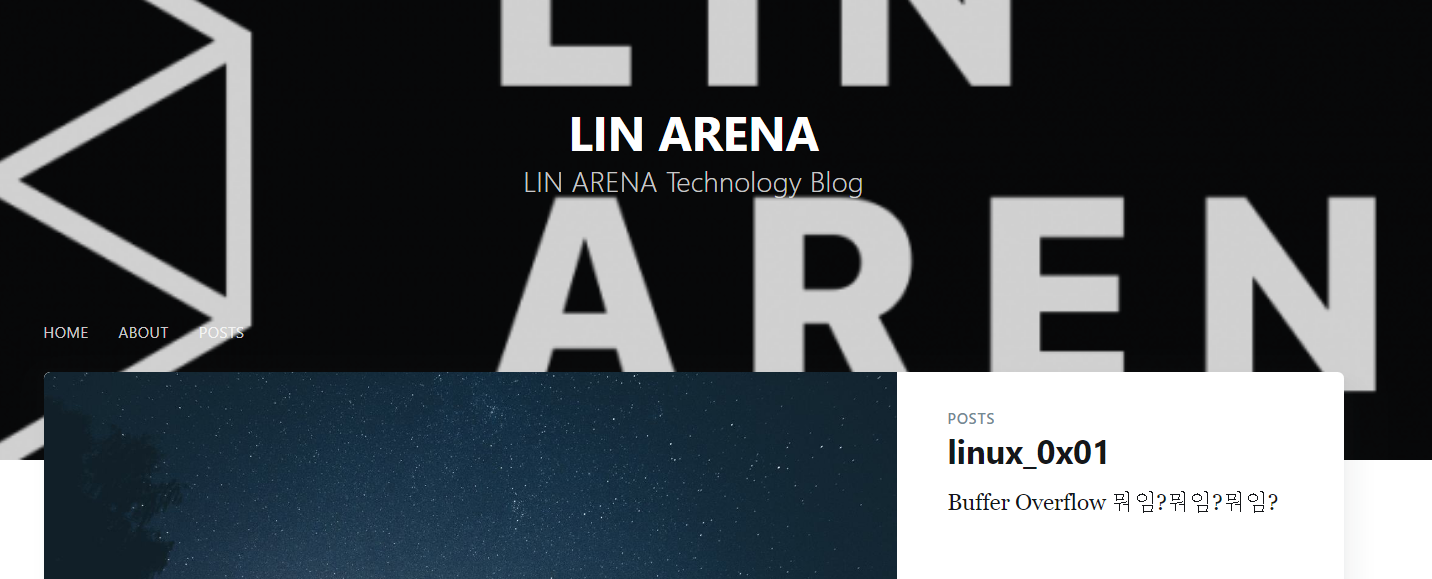 LIN
LIN ARENA
LIN ARENA Technology Blog
AREN
HOME ABOUT POSTS
POSTS
linux_0x01
Buffer Overflow 뭐임?뭐임?뭐임?